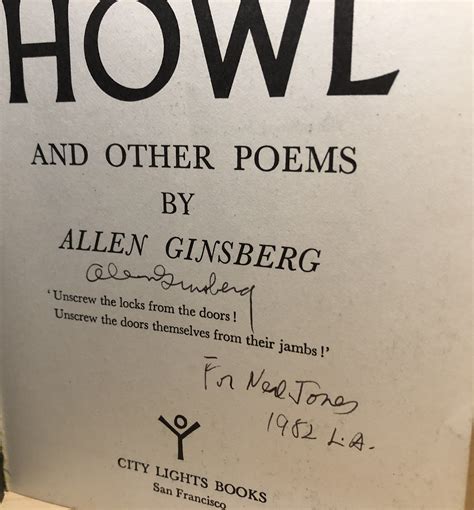 HOWL
AND OTHER POEMS
BY
ALLEN GINSBERG
Allen Ginsberg
'Unscrew the locks from the doors!
Unscrew the doors themselves from their jambs!'
For Ned Jones
1982 L.A.
CITY LIGHTS BOOKS
San Francisco